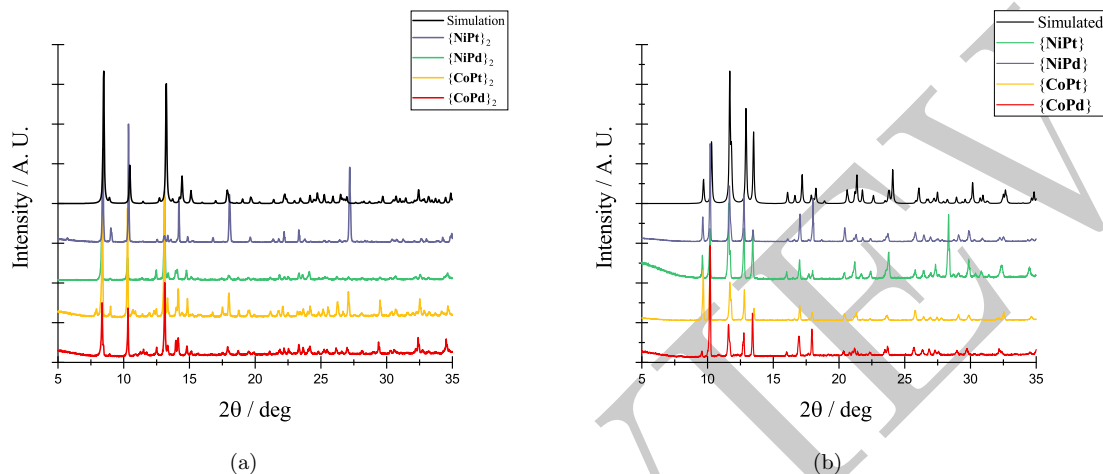 Simulation
{NiPt}₂
{NiPd}₂
{CoPt}₂
{CoPd}₂
Intensity / A. U.
5 10 15 20 25 30 35
2θ / deg
(a)
Simulated
{NiPt}
{NiPd}
{CoPt}
{CoPd}
Intensity / A. U.
5 10 15 20 25 30 35
2θ / deg
(b)